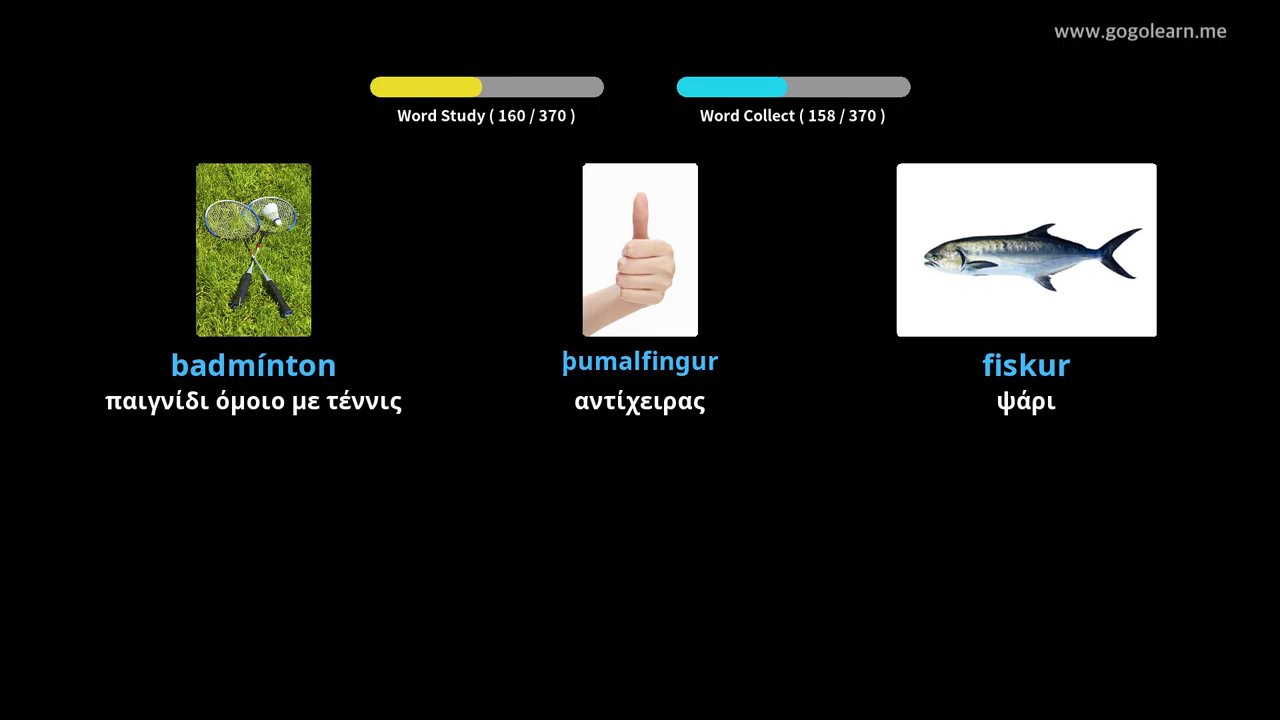 www.gogolearn.me
Word Study ( 160 / 370 )
Word Collect ( 158 / 370 )
badmínton
þumalfingur
fiskur
παιγνίδι όμοιο με τέννις
αντίχειρας
ψάρι